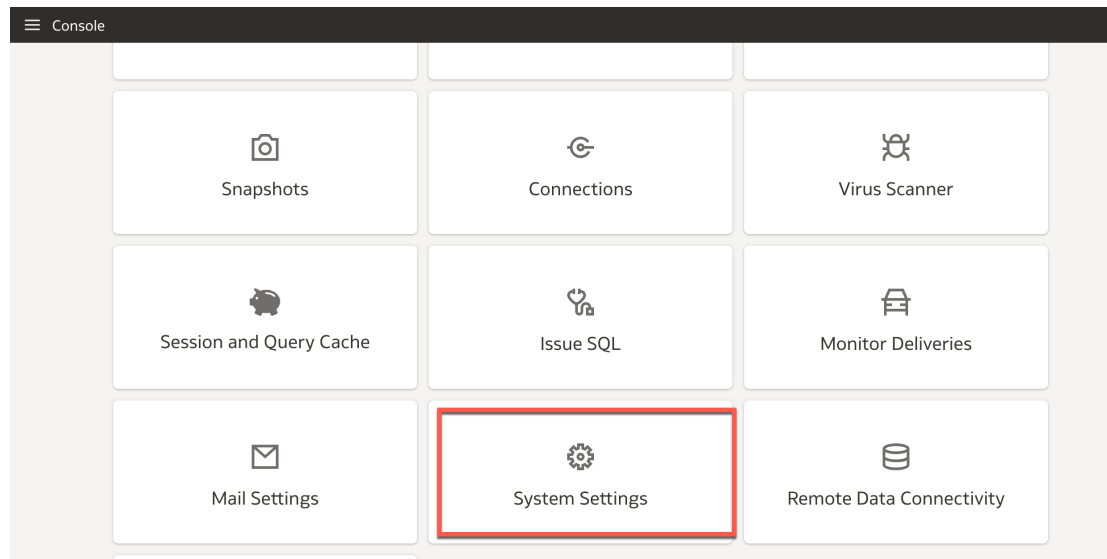 Console
Snapshots
Connections
Virus Scanner
Session and Query Cache
Issue SQL
Monitor Deliveries
Mail Settings
System Settings
Remote Data Connectivity